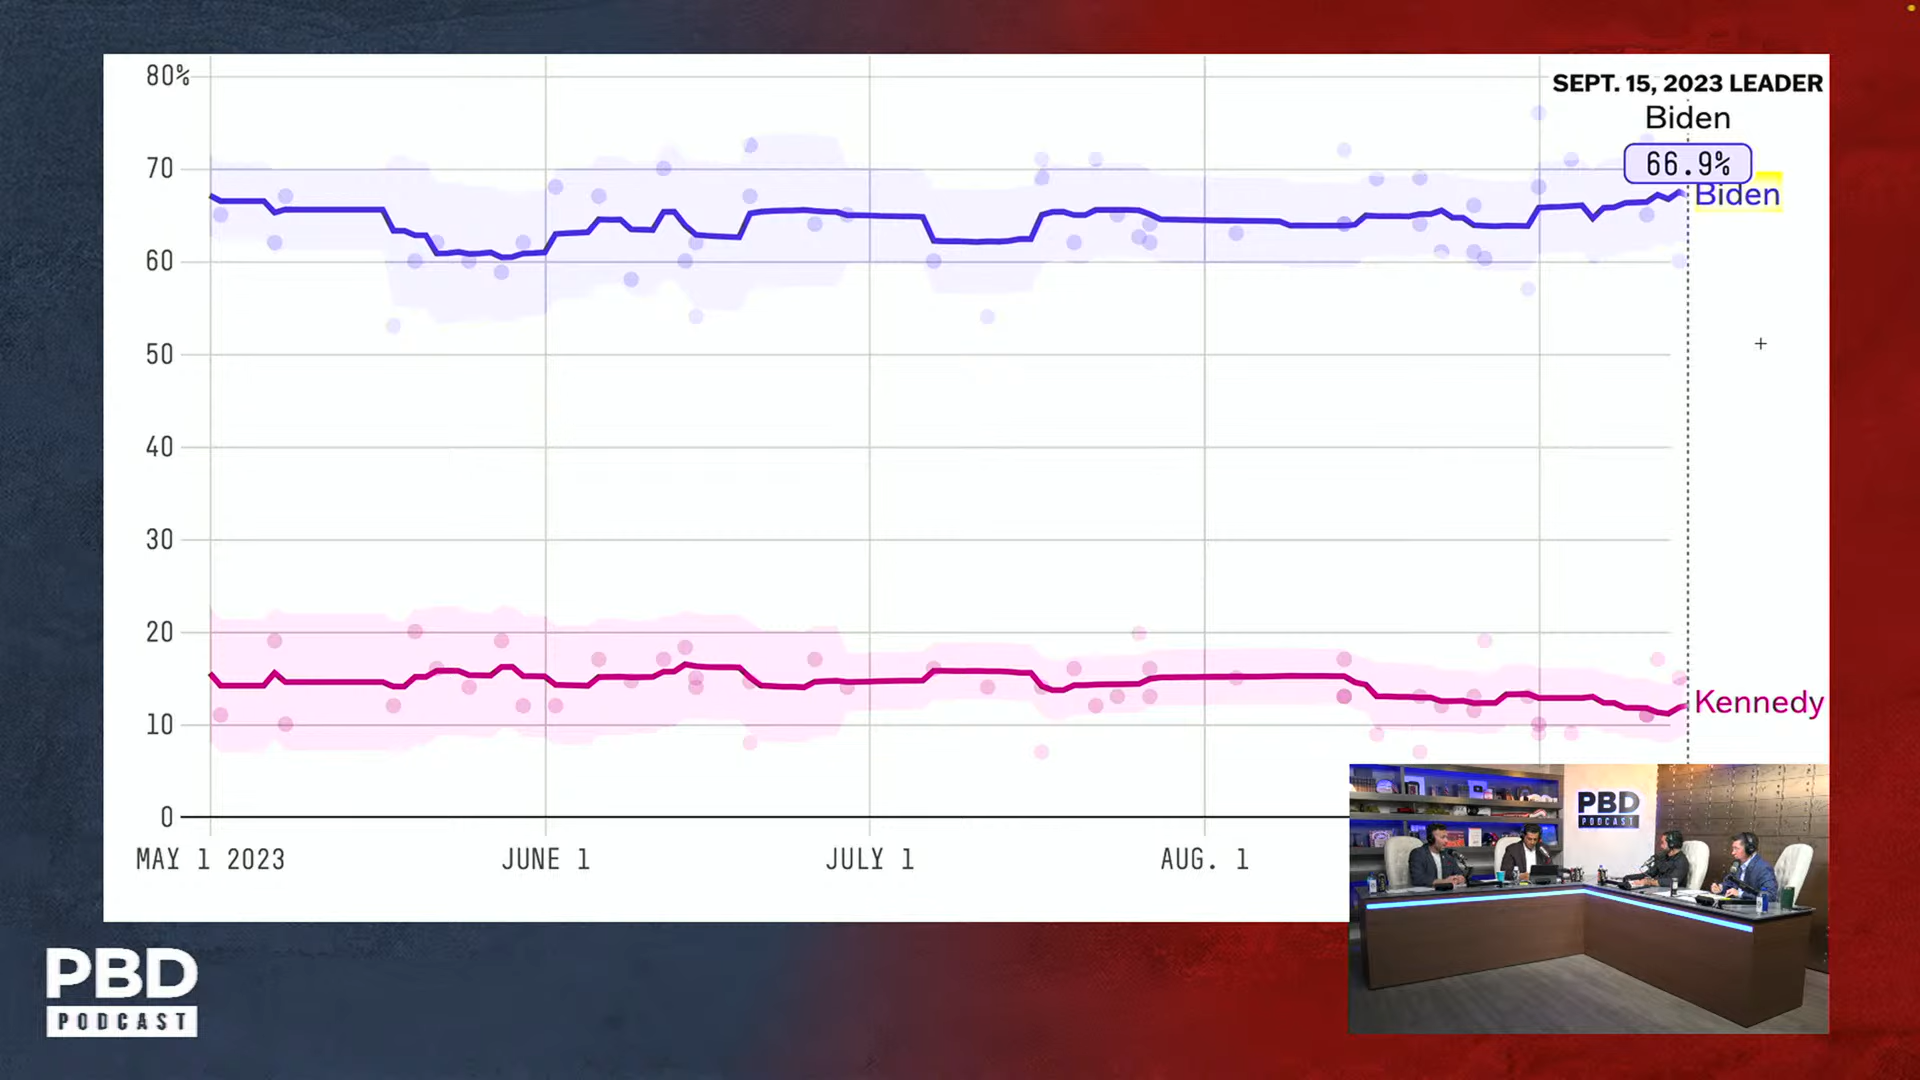 80%
SEPT. 15, 2023 LEADER
Biden
66.9%
Biden
70
60
50
40
30
20
10
0
Kennedy
MAY 1 2023
JUNE 1
JULY 1
AUG. 1
PBD
PODCAST
PBD
PODCAST